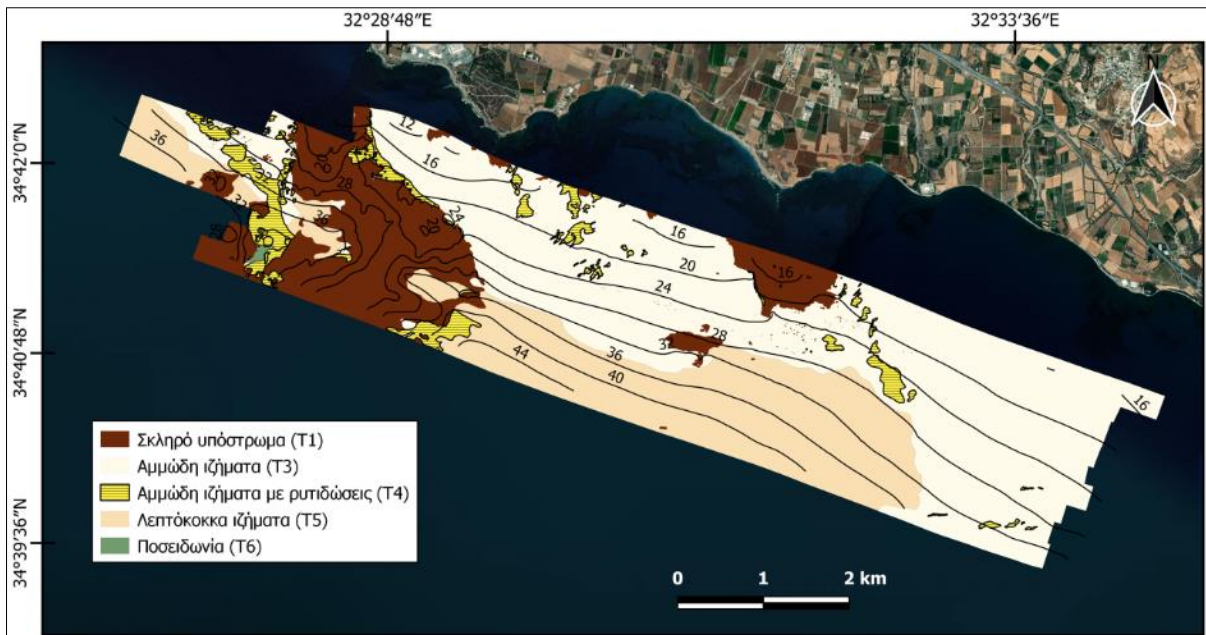 32°28'48"E
32°33'36"E
34°42'0"N
34°40'48"N
34°39'36"N
N
36
12
16
28
32
36
20
24
16
20
24
16
28
36
40
44
16
Σκληρό υπόστρωμα (T1)
Αμμώδη ιζήματα (T3)
Αμμώδη ιζήματα με ρυτιδώσεις (T4)
Λεπτόκοκκα ιζήματα (T5)
Ποσειδωνία (T6)
0 1 2 km